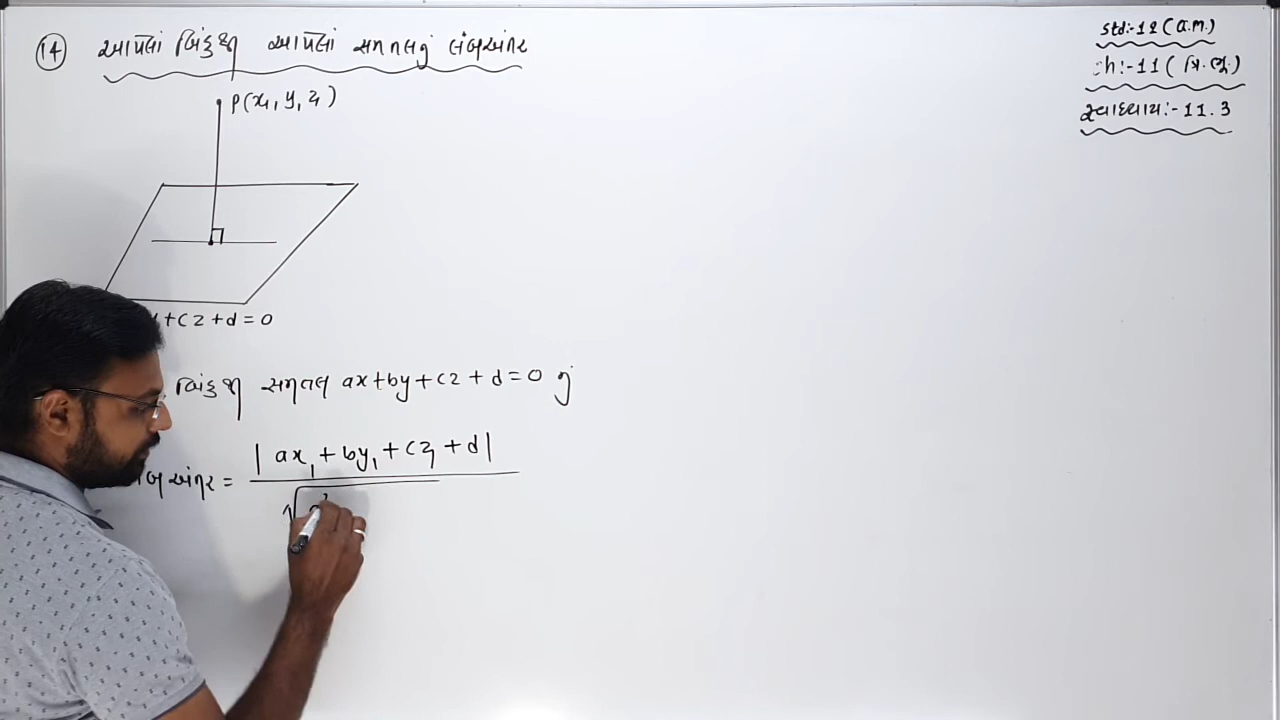 14 આપેલાં બિંદુથી આપેલાં સમતલનું લંબઅંતર
Std:-12 (G.M.)
Ch:-11 (ત્રિ.ભૂ.)
સ્વાધ્યાય:-11.3
P(x₁, y₁, z₁)
+cz+d=0
બિંદુથી સમતલ ax+by+cz+d=0 નું
અંતર = |ax₁+by₁+cz₁+d|
√